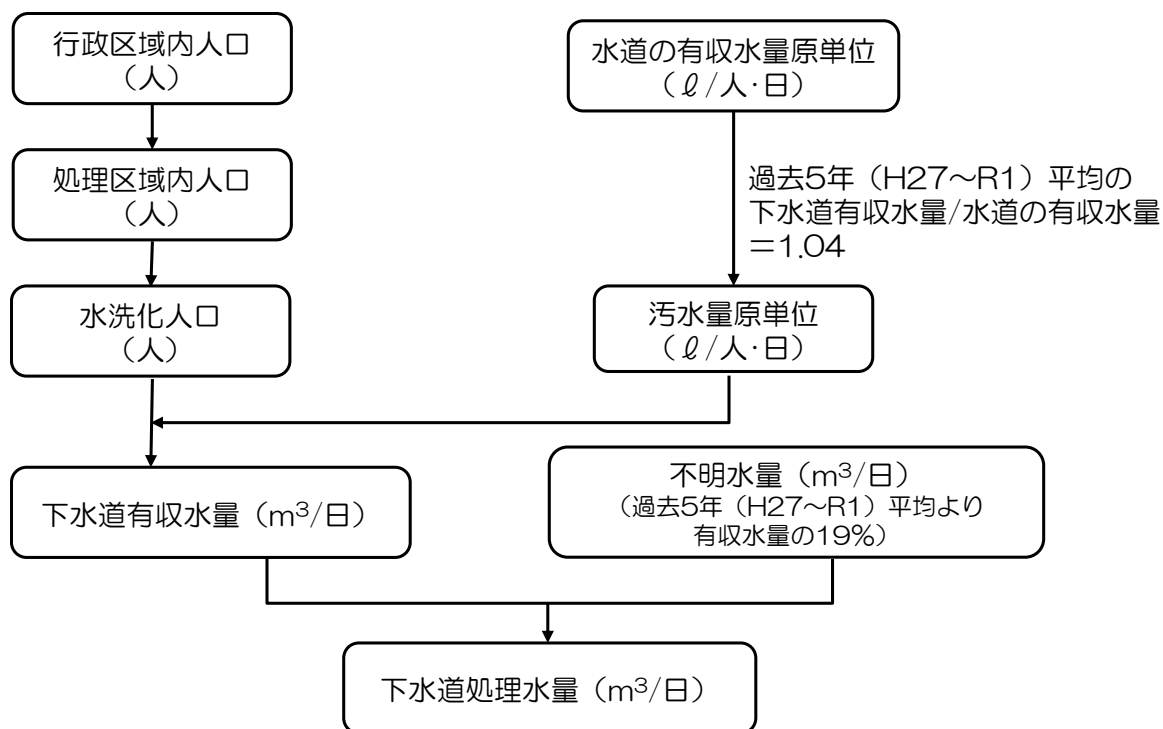 行政区域内人口
（人）
水道の有収水量原単位
（ℓ/人・日）
処理区域内人口
（人）
過去5年（H27～R1）平均の
下水道有収水量/水道の有収水量
＝1.04
水洗化人口
（人）
汚水量原単位
（ℓ/人・日）
下水道有収水量（m³/日）
不明水量（m³/日）
（過去5年（H27～R1）平均より
有収水量の19%）
下水道処理水量（m³/日）